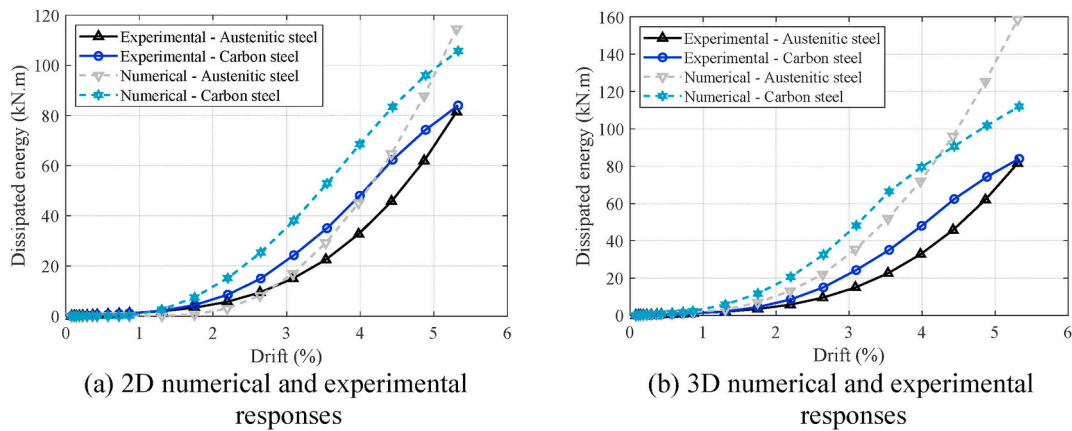 120
100
80
60
40
20
0
Dissipated energy (kN.m)
Experimental - Austenitic steel
Experimental - Carbon steel
Numerical - Austenitic steel
Numerical - Carbon steel
0 1 2 3 4 5 6
Drift (%)
(a) 2D numerical and experimental
responses
160
140
120
100
80
60
40
20
0
Dissipated energy (kN.m)
Experimental - Austenitic steel
Experimental - Carbon steel
Numerical - Austenitic steel
Numerical - Carbon steel
0 1 2 3 4 5 6
Drift (%)
(b) 3D numerical and experimental
responses